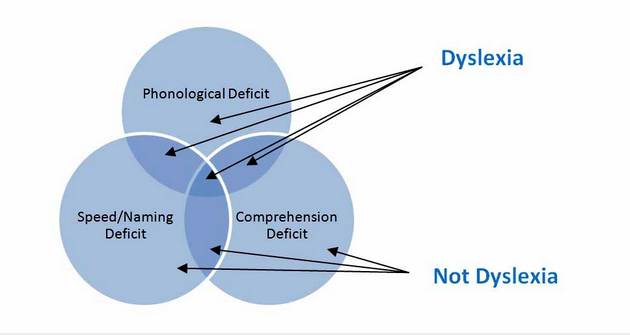 Dyslexia
Phonological Deficit
Speed/Naming
Deficit
Comprehension
Deficit
Not Dyslexia